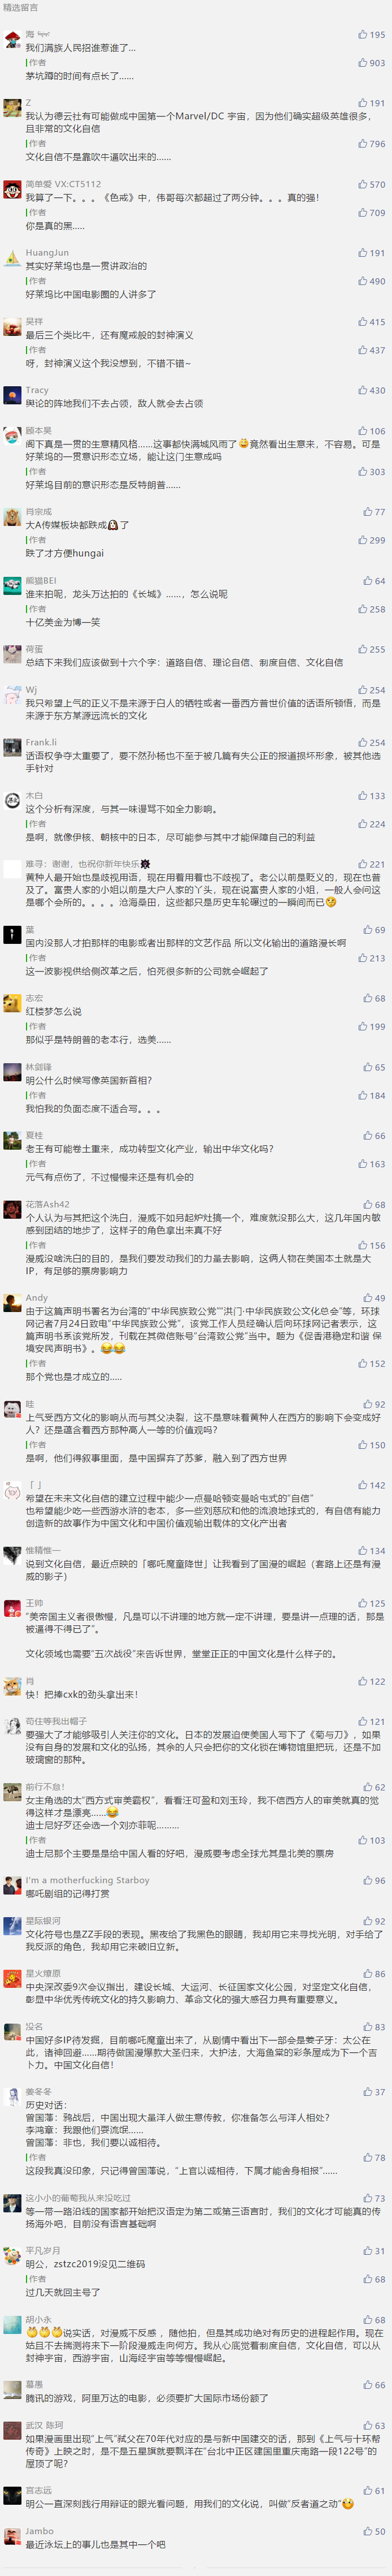 精选留言
海
195
我们满族人民招谁惹谁了...
作者
903
茅坑蹲的时间有点长了......
Z
191
我认为德云社有可能做成中国第一个Marvel/DC 宇宙，因为他们确实超级英雄很多，
且非常的文化自信
作者
796
文化自信不是靠吹牛逼吹出来的......
简单爱 VX:CT5112
570
我算了一下。。。《色戒》中，伟哥每次都超过了两分钟。。。真的强！
作者
709
你是真的黑.....
HuangJun
191
其实好莱坞也是一贯讲政治的
作者
490
好莱坞比中国电影圈的人讲多了
吴祥
415
最后三个类比牛，还有魔戒般的封神演义
作者
437
呀，封神演义这个我没想到，不错不错~
Tracy
430
舆论的阵地我们不去占领，敌人就会去占领
顾本昊
106
阁下真是一贯的生意精风格......这事都快满城风雨了😄竟然看出生意来，不容易。可是
好莱坞的一贯意识形态立场，能让这门生意成吗
作者
303
好莱坞目前的意识形态是反特朗普......
肖宗成
77
大A传媒板块都跌成🐶了
作者
299
跌了才方便hungai
熊猫BEI
64
谁来拍呢，龙头万达拍的《长城》......，怎么说呢
作者
258
十亿美金为博一笑
荷蛋
255
总结下来我们应该做到十六个字：道路自信、理论自信、制度自信、文化自信
Wj
254
我只希望上气的正义不是来源于白人的牺牲或者一番西方普世价值的话语所顿悟，而是
来源于东方某源远流长的文化
Frank.li
254
话语权争夺太重要了，要不然孙杨也不至于被几篇有失公正的报道损坏形象，被其他选
手针对
木白
133
这个分析有深度，与其一味谩骂不如全力影响。
作者
224
是啊，就像伊核、朝核中的日本，尽可能参与其中才能保障自己的利益
难寻：谢谢，也祝你新年快乐
221
黄种人最开始也是歧视用语，现在用着用着也不歧视了。老公以前是贬义的，现在也普
及了。富贵人家的小姐以前是大户人家的丫头，现在说富贵人家的小姐，一般人会问这
是哪个会所的。。。。沧海桑田，这些都只是历史车轮碾过的一瞬间而已
葉
69
国内没那人才拍那样的电影或者出那样的文艺作品 所以文化输出的道路漫长啊
作者
213
这一波影视供给侧改革之后，怕死很多新的公司就会崛起了
志宏
68
红楼梦怎么说
作者
199
那似乎是特朗普的老本行，选美......
林剑锋
65
明公什么时候写像英国新首相?
作者
184
我怕我的负面态度不适合写。。。
夏桂
66
老王有可能卷土重来，成功转型文化产业，输出中华文化吗?
作者
163
元气有点伤了，不过慢慢来还是有机会的
花落Ash42
68
个人认为与其把这个洗白，漫威不如另起炉灶搞一个，难度就没那么大，这几年国内敏
感到团结的地步了，这样子的角色拿出来真不好
作者
156
漫威没啥洗白的目的，是我们要发动我们的力量去影响，这俩人物在美国本土就是大
IP，有足够的票房影响力
Andy
49
由于这篇声明书署名为台湾的“中华民族致公党”“洪门·中华民族致公文化总会”等，环球
网记者7月24日致电“中华民族致公党”，该党工作人员经确认后向环球网记者表示，这
一篇声明书系该党所发，刊载在其微信账号“台湾致公党”当中。题为《促香港稳定和谐 保
境安民声明书》。😂😂
作者
152
那个党也是才成立的.....
哇
92
上气受西方文化的影响从而与其父决裂，这不是意味着黄种人在西方的影响下会变成好
人？还是蕴含着西方那种高人一等的价值观吗？
作者
150
是啊，他们得叙事里面，是中国摒弃了苏爹，融入到了西方世界
「 」
142
希望在未来文化自信的建立过程中能少一点曼哈顿变曼哈屯式的“自信”
也希望能少吃一些西游水浒的老本，多一些刘慈欣和他的流浪地球式的，有自信有能力
创造新的故事作为中国文化和中国价值观输出载体的文化产出者
惟精惟一
134
说到文化自信，最近点映的「哪吒魔童降世」让我看到了国漫的崛起（套路上还是有漫
威的影子）
王帅
125
“美帝国主义者很傲慢，凡是可以不讲理的地方就一定不讲理，要是讲一点理的话，那是
被逼得不得已了”。
文化领域也需要“五次战役”来告诉世界，堂堂正正的中国文化是什么样子的。
肖
122
快！把捧cxk的劲头拿出来！
苟住等我出帽子
121
要强大了才能够吸引人关注你的文化。日本的发展迫使美国人写下了《菊与刀》，如果
没有自身的发展和文化的弘扬，其余的人只会把你的文化锁在博物馆里把玩，还是不加
玻璃窗的那种。
前行不怠！
62
女主角选的太“西方式审美霸权”，看看汪可盈和刘玉玲，我不信西方人的审美就真的觉
得这样才是漂亮......😂
迪士尼好歹还会选一个刘亦菲呢.........
作者
103
迪士尼那个主要是是给中国人看的好吧，漫威要考虑全球尤其是北美的票房
I'm a motherfucking Starboy
96
哪吒剧组的记得打赏
星际银河
92
文化符号也是ZZ手段的表现。黑夜给了我黑色的眼睛，我却用它来寻找光明，对手给了
我反派的角色，我却用它来破旧立新。
星火燎原
86
中央深改委9次会议指出，建设长城、大运河、长征国家文化公园，对坚定文化自信，
彰显中华优秀传统文化的持久影响力、革命文化的强大感召力具有重要意义。
没名
83
中国好多IP待发掘，目前哪吒魔童出来了，从剧情中看出下一部会是姜子牙：太公在
此，诸神回避......期待做国漫爆款大圣归来，大护法，大海鱼棠的彩条屋成为下一个吉
卜力。中国文化自信！
姜冬冬
37
历史对话：
曾国藩：鸦战后，中国出现大量洋人做生意传教，你准备怎么与洋人相处?
李鸿章：我跟他们耍流氓......
曾国藩：非也，我们要以诚相待。
作者
78
这段我真没印象，只记得曾国藩说，“上官以诚相待，下属才能舍身相报”......
这小小的葡萄我从来没吃过
73
等一带一路沿线的国家都开始把汉语定为第二或第三语言时，我们的文化才可能真的传
扬海外吧，目前没有语言基础啊
平凡岁月
31
明公，zstzc2019没见二维码
作者
68
过几天就回主号了
胡小永
68
说实话，对漫威不反感 ，随他拍，但是其成功绝对有历史的进程起作用。现在
姑且不去揣测将来下一阶段漫威走向何方。我从心底觉着制度自信，文化自信，可以从
封神宇宙，西游宇宙，山海经宇宙等等慢慢崛起。
慕愚
66
腾讯的游戏，阿里万达的电影，必须要扩大国际市场份额了
武汉 陈珂
63
如果漫画里出现“上气”弑父在70年代对应的是与新中国建交的话，那到《上气与十环帮
传奇》上映之时，是不是五星旗就要飘洋在“台北中正区建国里重庆南路一段122号”的
屋顶了呢？
宫志远
61
明公一直深刻践行用辩证的眼光看问题，用我们的文化说，叫做“反者道之动”
Jambo
50
最近泳坛上的事儿也是其中一个吧